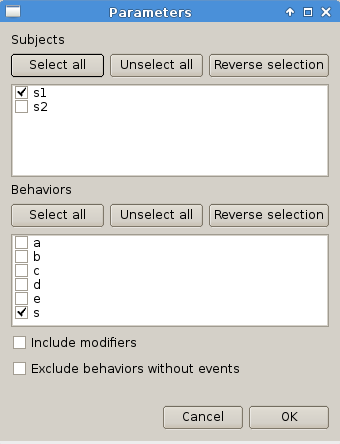 Parameters
Subjects
Select all Unselect all Reverse selection
s1
s2
Behaviors
Select all Unselect all Reverse selection
a
b
c
d
e
s
Include modifiers
Exclude behaviors without events
Cancel OK